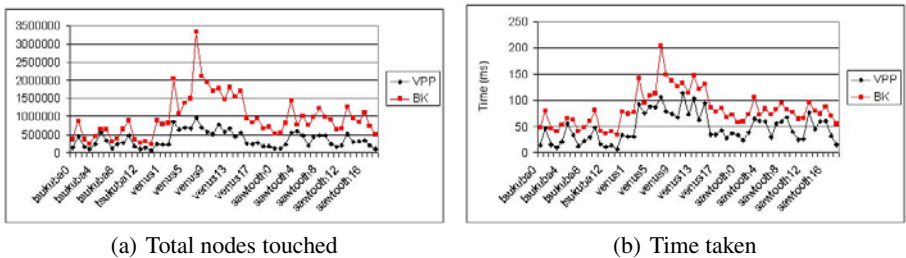 3500000
3000000
2500000
2000000
1500000
1000000
500000
0
tsukuba0
tsukuba4
tsukuba8
tsukuba12
venus1
venus5
venus9
venus13
venus17
sawtooth0
sawtooth4
sawtooth8
sawtooth12
sawtooth16
VPP
BK
(a) Total nodes touched
Time (ms)
250
200
150
100
50
0
tsukuba0
tsukuba4
tsukuba8
tsukuba12
venus1
venus5
venus9
venus13
venus17
sawtooth0
sawtooth4
sawtooth8
sawtooth12
sawtooth16
VPP
BK
(b) Time taken